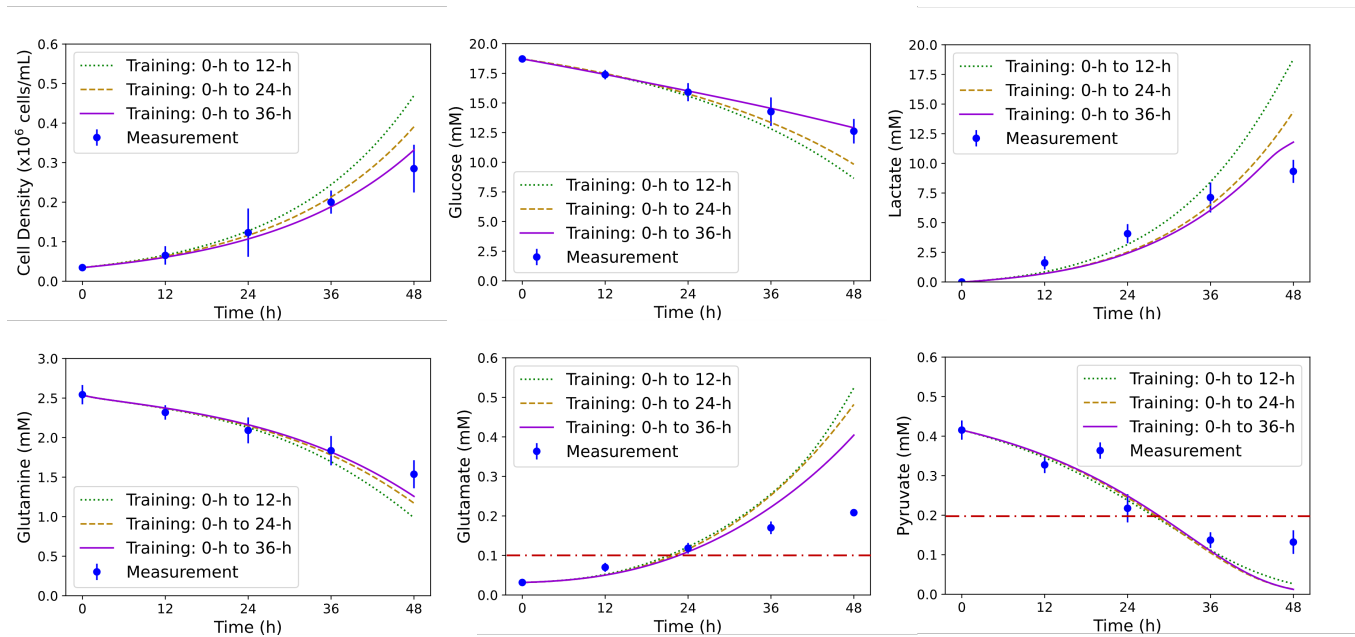 0.6
0.5
0.4
0.3
0.2
0.1
0.0
Cell Density (x10⁶ cells/mL)
Training: 0-h to 12-h
Training: 0-h to 24-h
Training: 0-h to 36-h
Measurement
0 12 24 36 48
Time (h)
20.0
17.5
15.0
12.5
10.0
7.5
5.0
2.5
0.0
Glucose (mM)
Training: 0-h to 12-h
Training: 0-h to 24-h
Training: 0-h to 36-h
Measurement
0 12 24 36 48
Time (h)
20.0
17.5
15.0
12.5
10.0
7.5
5.0
2.5
0.0
Lactate (mM)
Training: 0-h to 12-h
Training: 0-h to 24-h
Training: 0-h to 36-h
Measurement
0 12 24 36 48
Time (h)
3.0
2.5
2.0
1.5
1.0
0.5
0.0
Glutamine (mM)
Training: 0-h to 12-h
Training: 0-h to 24-h
Training: 0-h to 36-h
Measurement
0 12 24 36 48
Time (h)
0.6
0.5
0.4
0.3
0.2
0.1
0.0
Glutamate (mM)
Training: 0-h to 12-h
Training: 0-h to 24-h
Training: 0-h to 36-h
Measurement
0 12 24 36 48
Time (h)
0.6
0.5
0.4
0.3
0.2
0.1
0.0
Pyruvate (mM)
Training: 0-h to 12-h
Training: 0-h to 24-h
Training: 0-h to 36-h
Measurement
0 12 24 36 48
Time (h)